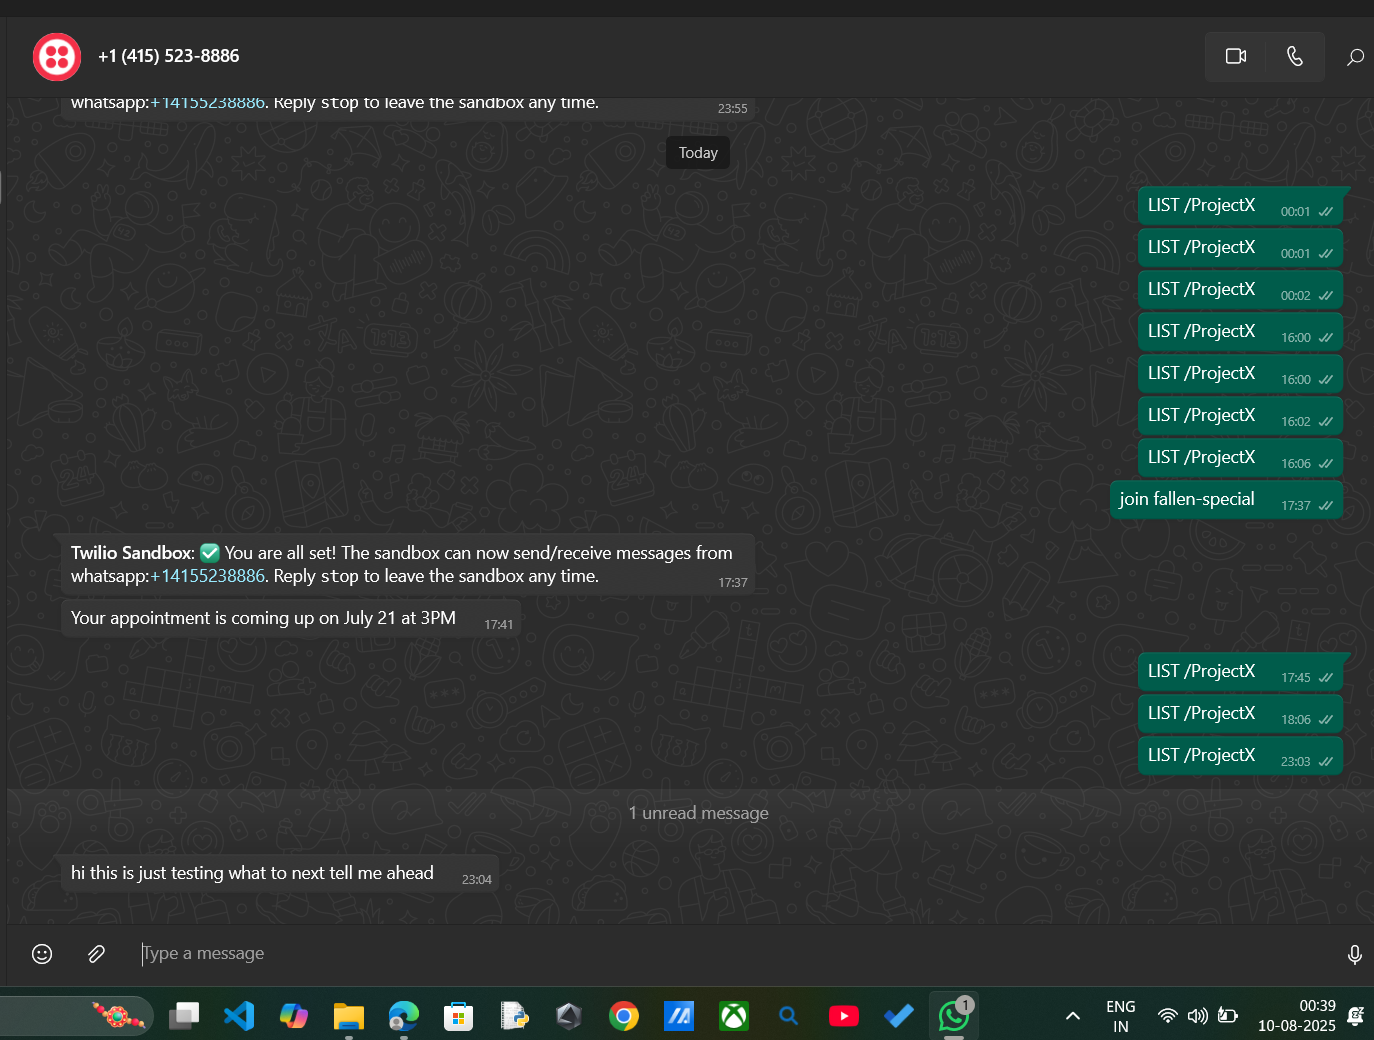 +1 (415) 523-8886
whatsapp:+14155238886. Reply stop to leave the sandbox any time.
23:55
Today
LIST /ProjectX 00:01
LIST /ProjectX 00:01
LIST /ProjectX 00:02
LIST /ProjectX 16:00
LIST /ProjectX 16:00
LIST /ProjectX 16:02
LIST /ProjectX 16:06
join fallen-special 17:37
Twilio Sandbox: ✅ You are all set! The sandbox can now send/receive messages from
whatsapp:+14155238886. Reply stop to leave the sandbox any time.
17:37
Your appointment is coming up on July 21 at 3PM 17:41
LIST /ProjectX 17:45
LIST /ProjectX 18:06
LIST /ProjectX 23:03
1 unread message
hi this is just testing what to next tell me ahead 23:04
Type a message
1
ENG
IN
00:39
10-08-2025